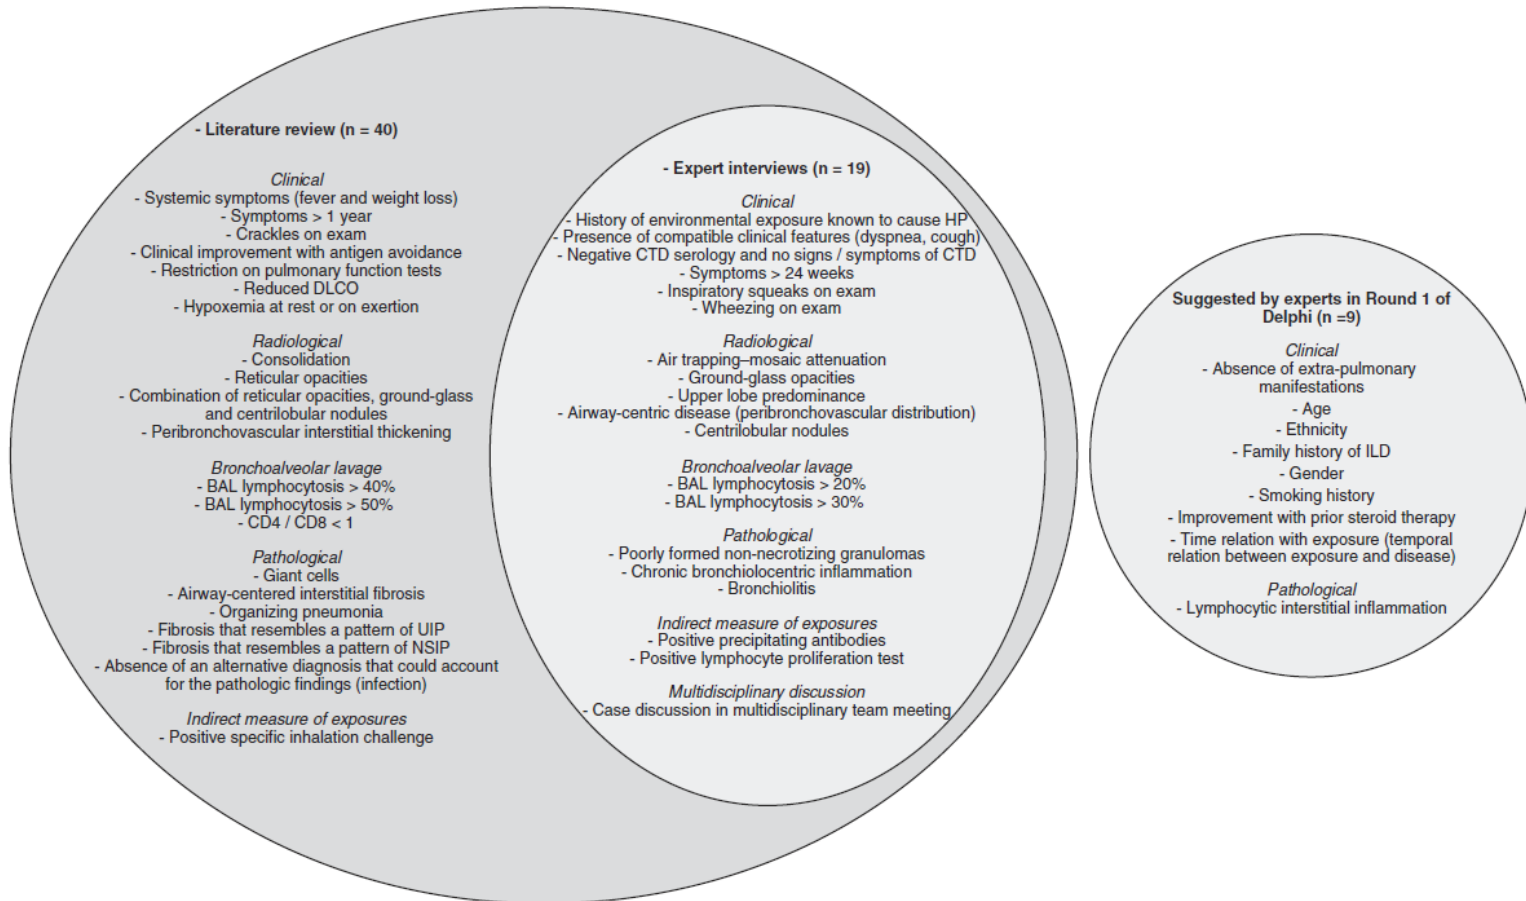 - Literature review (n = 40)
Clinical
- Systemic symptoms (fever and weight loss)
- Symptoms > 1 year
- Crackles on exam
- Clinical improvement with antigen avoidance
- Restriction on pulmonary function tests
- Reduced DLCO
- Hypoxemia at rest or on exertion
Radiological
- Consolidation
- Reticular opacities
- Combination of reticular opacities, ground-glass
and centrilobular nodules
- Peribronchovascular interstitial thickening
Bronchoalveolar lavage
- BAL lymphocytosis > 40%
- BAL lymphocytosis > 50%
- CD4 / CD8 < 1
Pathological
- Giant cells
- Airway-centered interstitial fibrosis
- Organizing pneumonia
- Fibrosis that resembles a pattern of UIP
- Fibrosis that resembles a pattern of NSIP
- Absence of an alternative diagnosis that could account
for the pathologic findings (infection)
Indirect measure of exposures
- Positive specific inhalation challenge
- Expert interviews (n = 19)
Clinical
- History of environmental exposure known to cause HP
- Presence of compatible clinical features (dyspnea, cough)
- Negative CTD serology and no signs / symptoms of CTD
- Symptoms > 24 weeks
- Inspiratory squeaks on exam
- Wheezing on exam
Radiological
- Air trapping–mosaic attenuation
- Ground-glass opacities
- Upper lobe predominance
- Airway-centric disease (peribronchovascular distribution)
- Centrilobular nodules
Bronchoalveolar lavage
- BAL lymphocytosis > 20%
- BAL lymphocytosis > 30%
Pathological
- Poorly formed non-necrotizing granulomas
- Chronic bronchiolocentric inflammation
- Bronchiolitis
Indirect measure of exposures
- Positive precipitating antibodies
- Positive lymphocyte proliferation test
Multidisciplinary discussion
- Case discussion in multidisciplinary team meeting
Suggested by experts in Round 1 of
Delphi (n =9)
Clinical
- Absence of extra-pulmonary
manifestations
- Age
- Ethnicity
- Family history of ILD
- Gender
- Smoking history
- Improvement with prior steroid therapy
- Time relation with exposure (temporal
relation between exposure and disease)
Pathological
- Lymphocytic interstitial inflammation